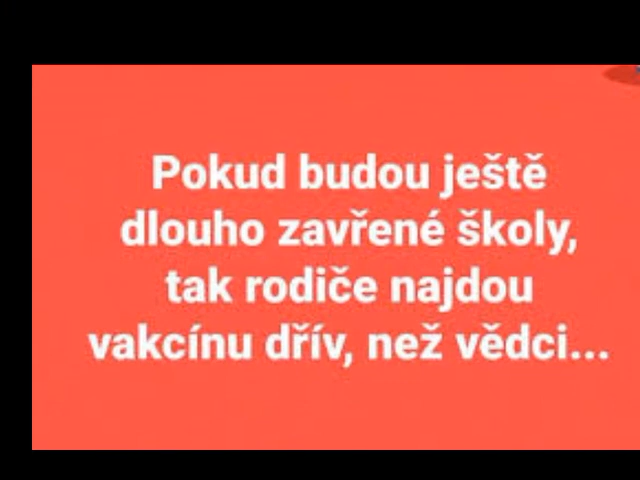 Pokud budou ještě
dlouho zavřené školy,
tak rodiče najdou
vakcínu dřív, než vědci...